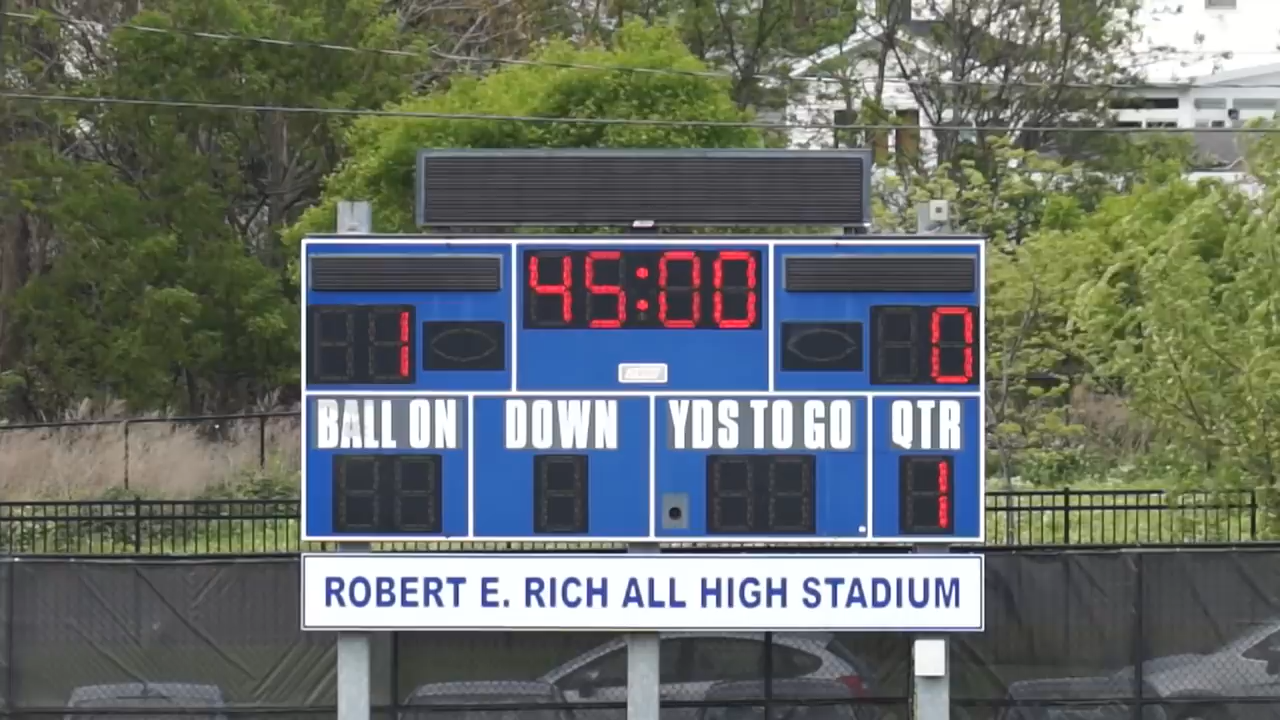 45:00
1
0
BALL ON
DOWN
YDS TO GO
QTR
1
ROBERT E. RICH ALL HIGH STADIUM